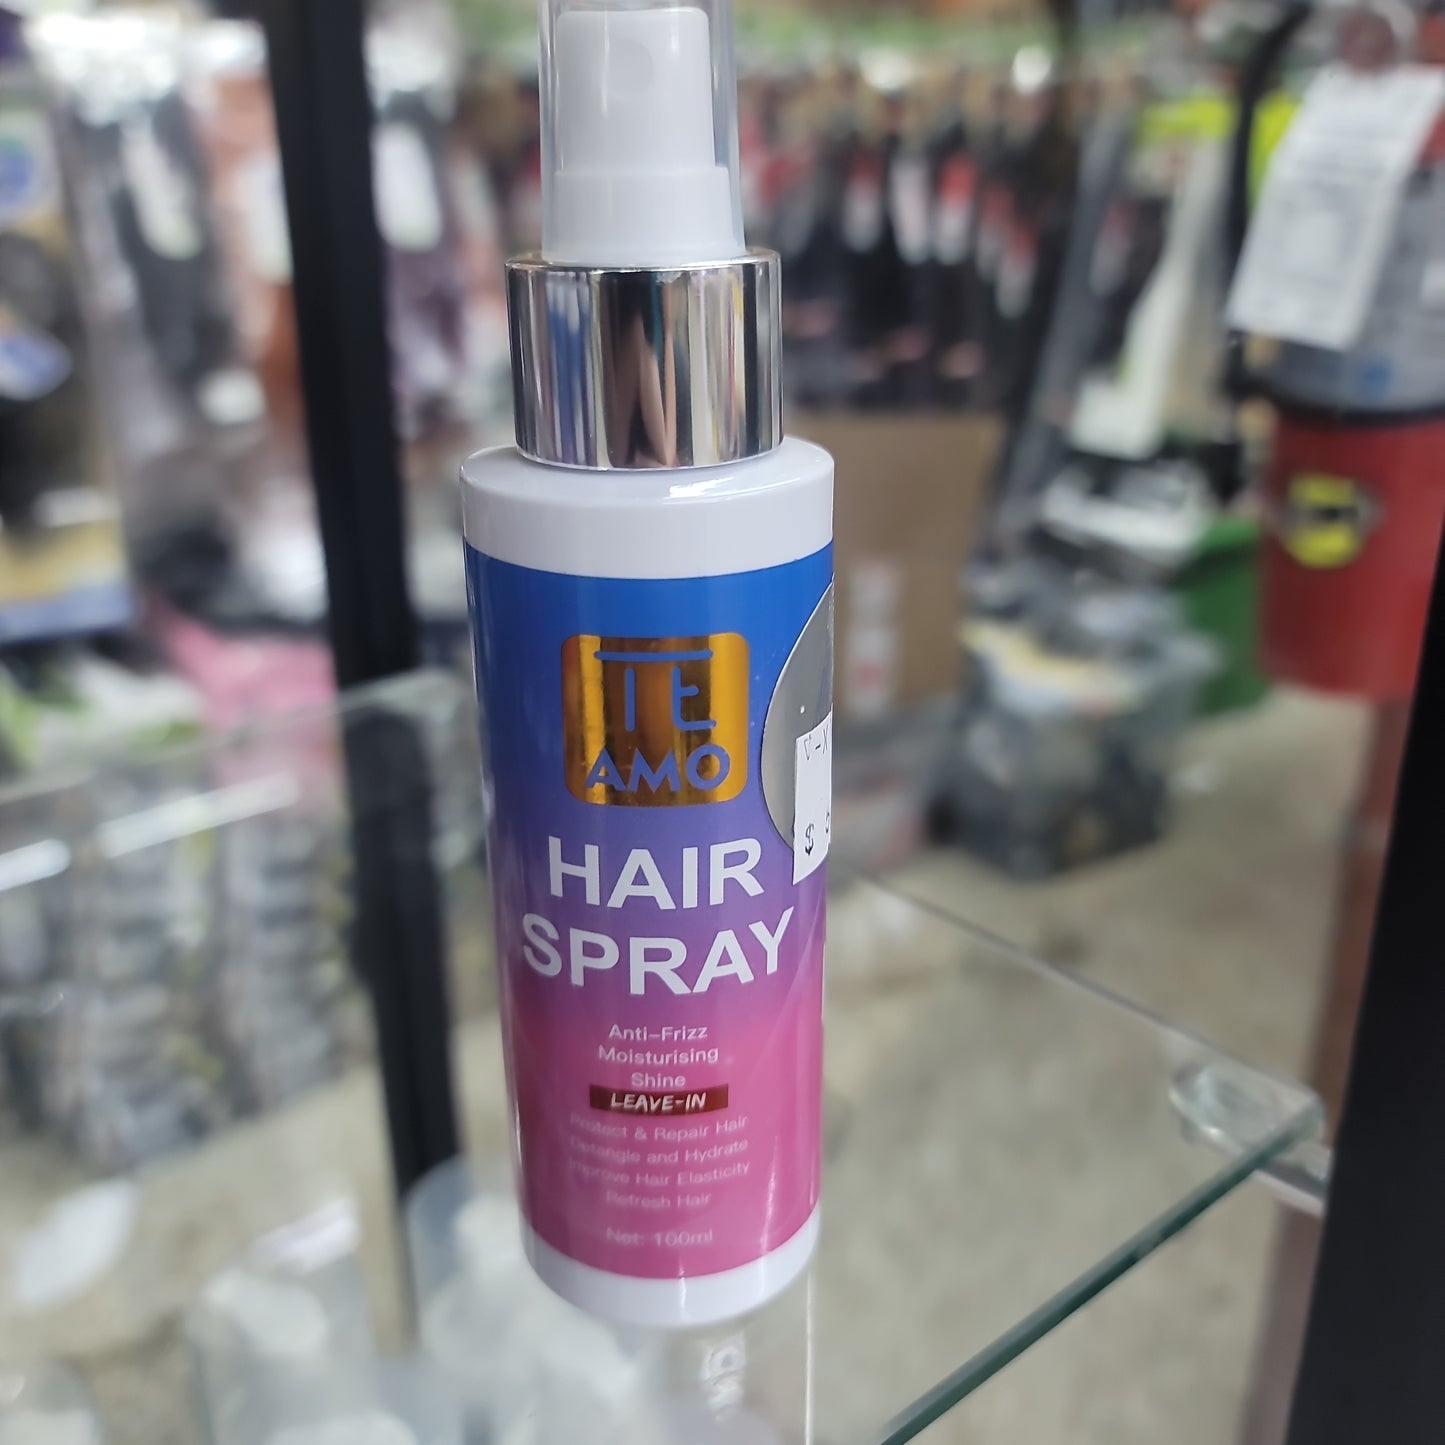 It
AMO
HAIR
SPRAY
Anti-Frizz
Moisturising
Shine
LEAVE-IN
Protect & Repair Hair
Detangle and Hydrate
Improve Hair Elasticity
Refresh Hair
Net: 100ml
$